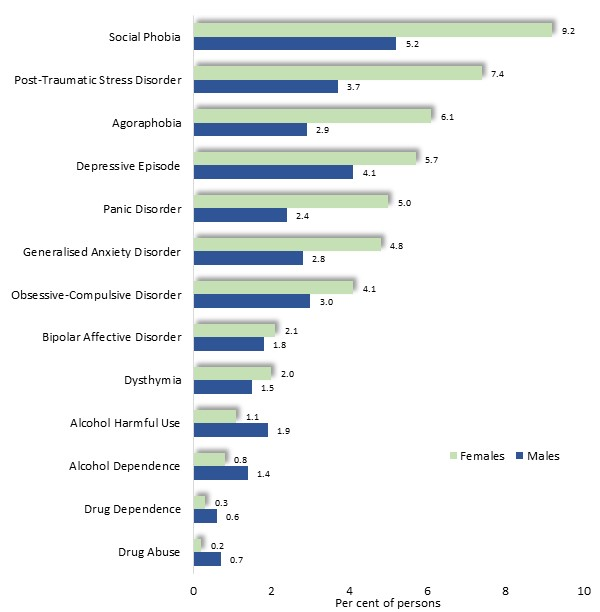 Social Phobia
9.2
5.2
Post-Traumatic Stress Disorder
7.4
3.7
Agoraphobia
6.1
2.9
Depressive Episode
5.7
4.1
Panic Disorder
5.0
2.4
Generalised Anxiety Disorder
4.8
2.8
Obsessive-Compulsive Disorder
4.1
3.0
Bipolar Affective Disorder
2.1
1.8
Dysthymia
2.0
1.5
Alcohol Harmful Use
1.1
1.9
Alcohol Dependence
0.8
1.4
Drug Dependence
0.3
0.6
Drug Abuse
0.2
0.7
Females Males
0 2 4 6 8 10
Per cent of persons